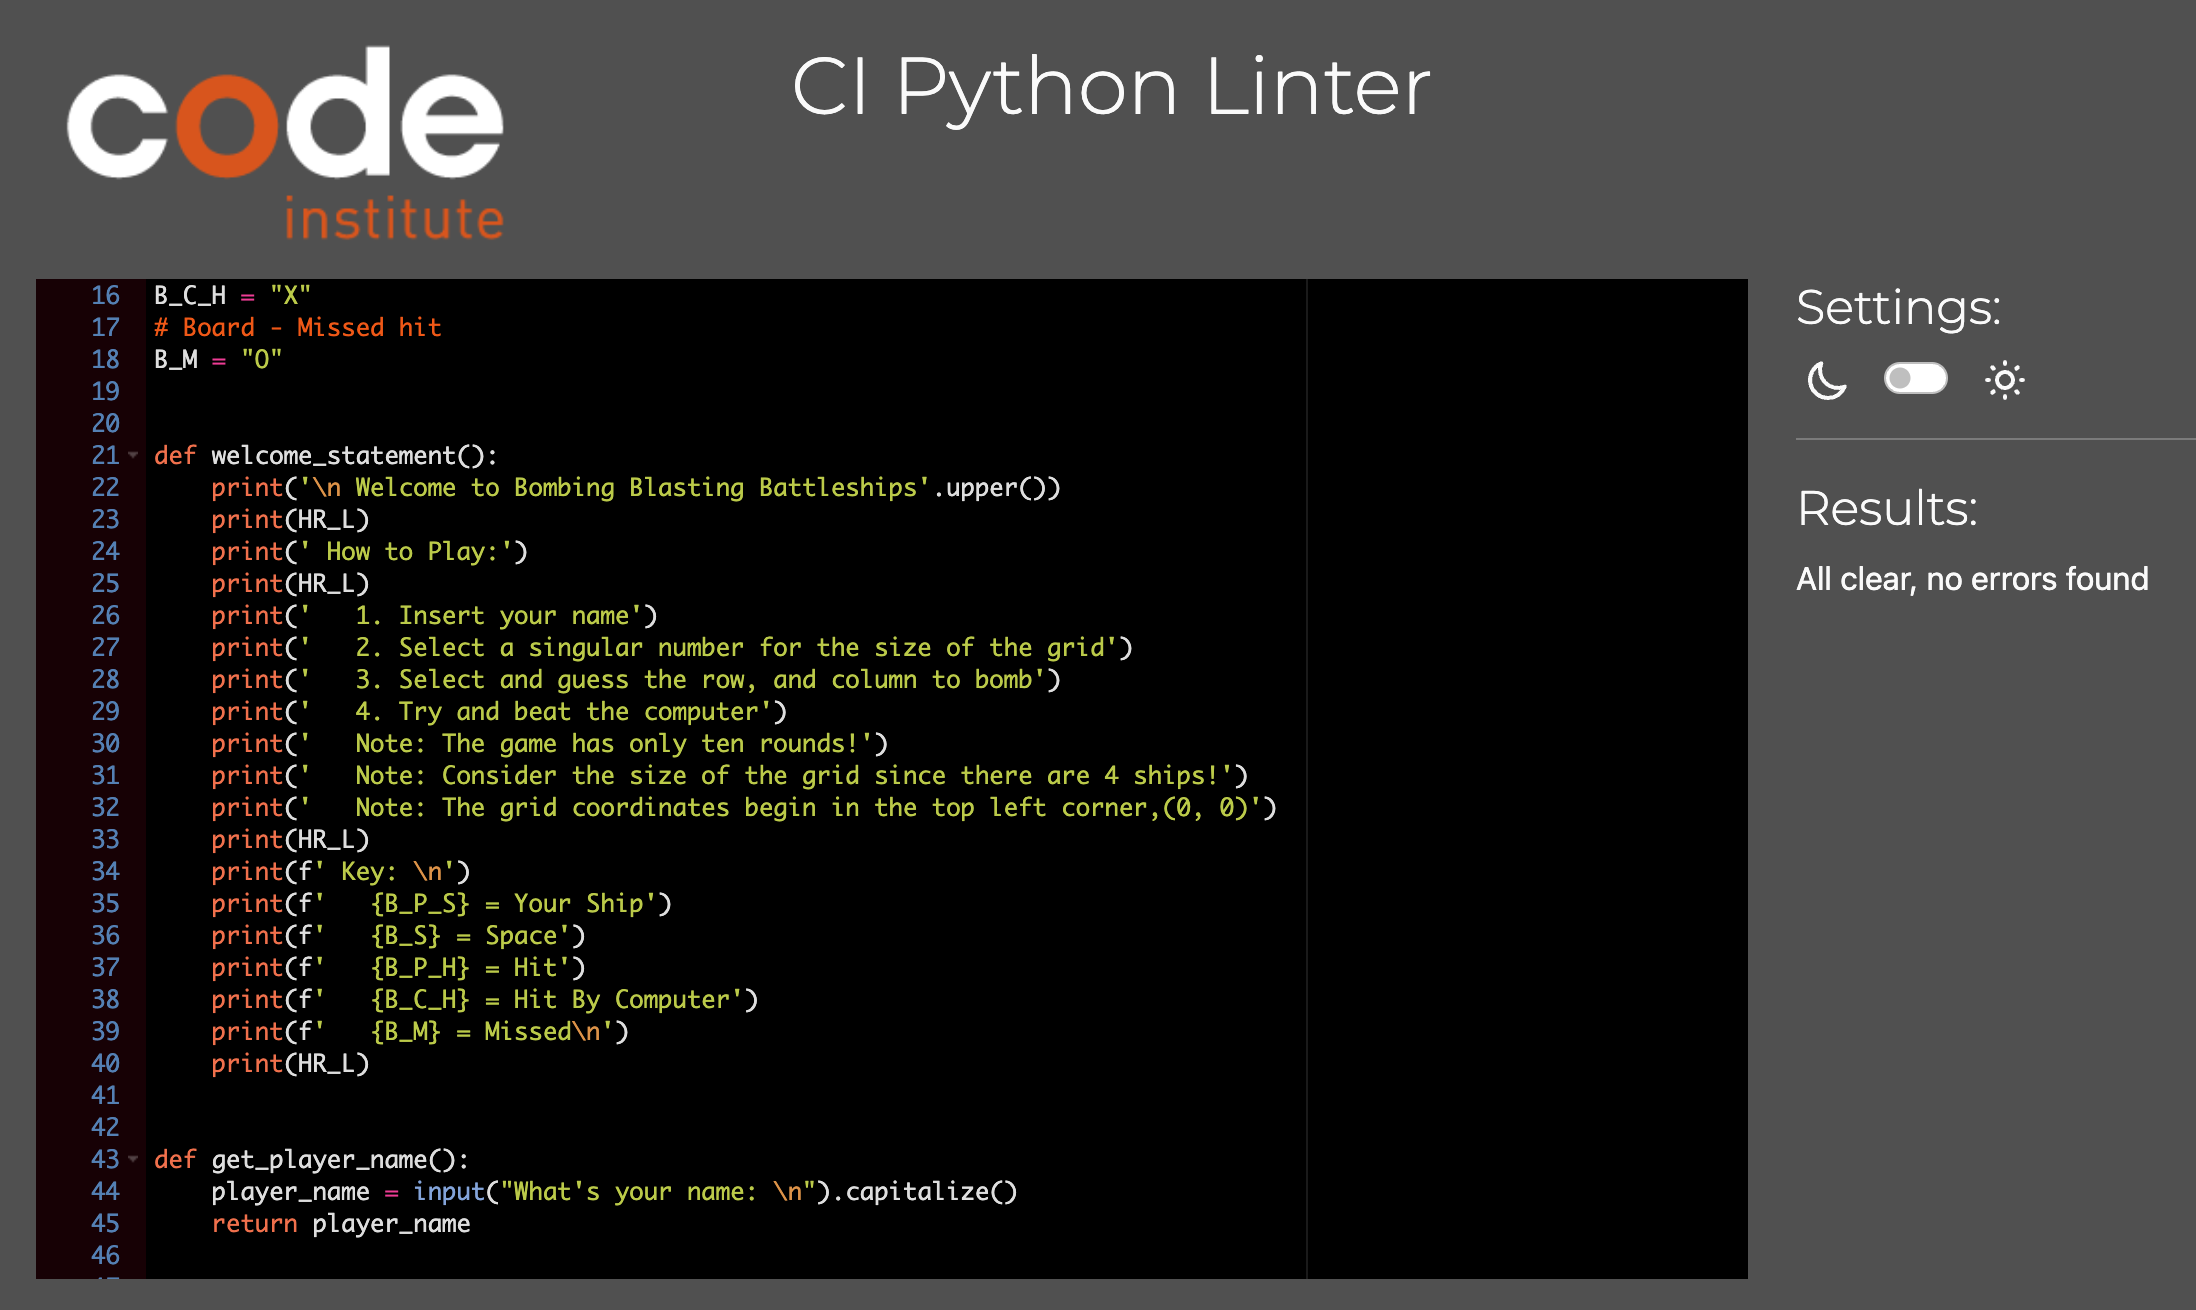 code
institute
CI Python Linter
16 B_C_H = "X"
17 # Board - Missed hit
18 B_M = "O"
19
20
21 def welcome_statement():
22     print('\n Welcome to Bombing Blasting Battleships'.upper())
23     print(HR_L)
24     print(' How to Play:')
25     print(HR_L)
26     print('   1. Insert your name')
27     print('   2. Select a singular number for the size of the grid')
28     print('   3. Select and guess the row, and column to bomb')
29     print('   4. Try and beat the computer')
30     print('   Note: The game has only ten rounds!')
31     print('   Note: Consider the size of the grid since there are 4 ships!')
32     print('   Note: The grid coordinates begin in the top left corner,(0, 0)')
33     print(HR_L)
34     print(f' Key: \n')
35     print(f'   {B_P_S} = Your Ship')
36     print(f'   {B_S} = Space')
37     print(f'   {B_P_H} = Hit')
38     print(f'   {B_C_H} = Hit By Computer')
39     print(f'   {B_M} = Missed\n')
40     print(HR_L)
41
42
43 def get_player_name():
44     player_name = input("What's your name: \n").capitalize()
45     return player_name
46
Settings:
Results:
All clear, no errors found